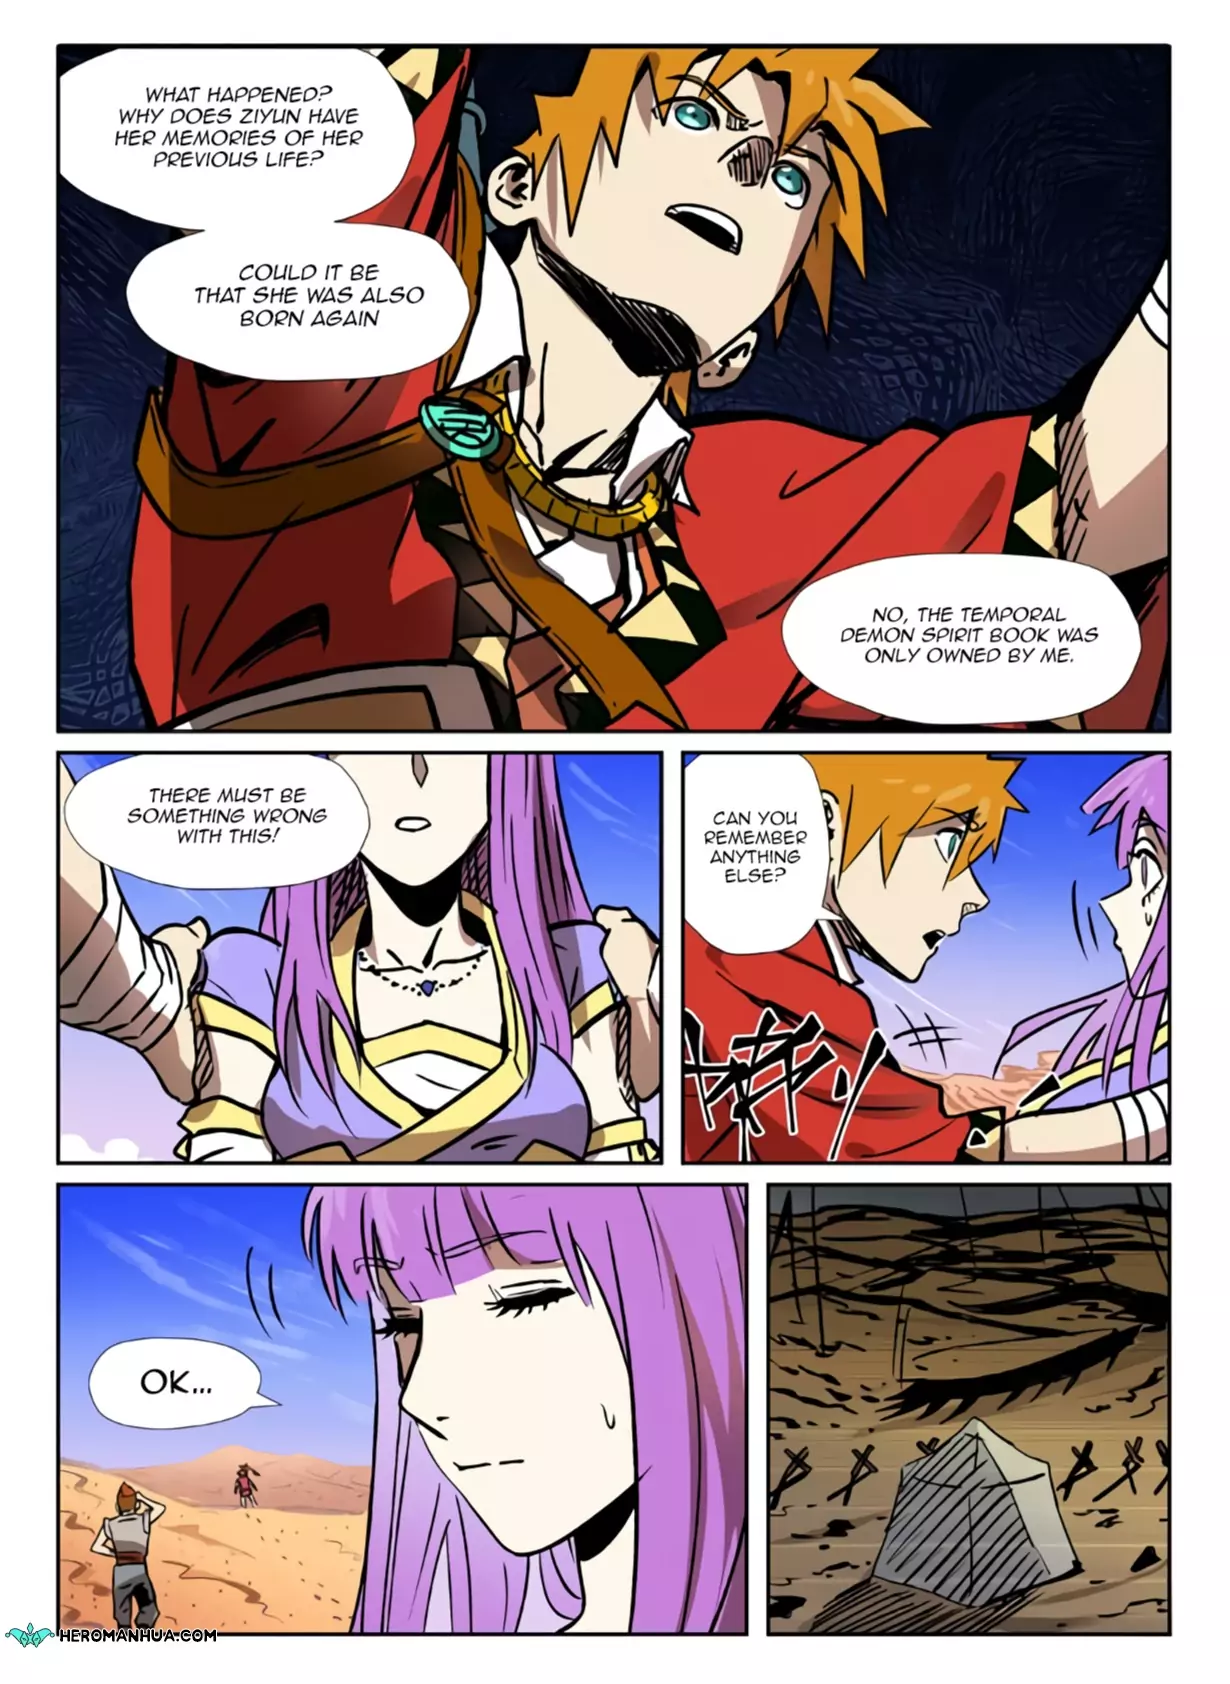 WHAT HAPPENED?
WHY DOES ZIYUN HAVE
HER MEMORIES OF HER
PREVIOUS LIFE?
COULD IT BE
THAT SHE WAS ALSO
BORN AGAIN
NO, THE TEMPORAL
DEMON SPIRIT BOOK WAS
ONLY OWNED BY ME.
THERE MUST BE
SOMETHING WRONG
WITH THIS!
CAN YOU
REMEMBER
ANYTHING
ELSE?
OK...
HEROMANHUA.COM